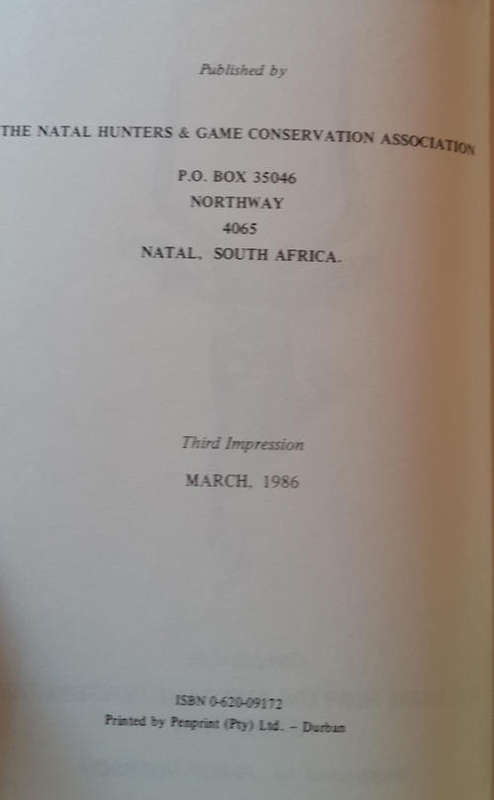 Published by
THE NATAL HUNTERS & GAME CONSERVATION ASSOCIATION
P.O. BOX 35046
NORTHWAY
4065
NATAL, SOUTH AFRICA.
Third Impression
MARCH, 1986
ISBN 0-620-09172
Printed by Penprint (Pty) Ltd. – Durban